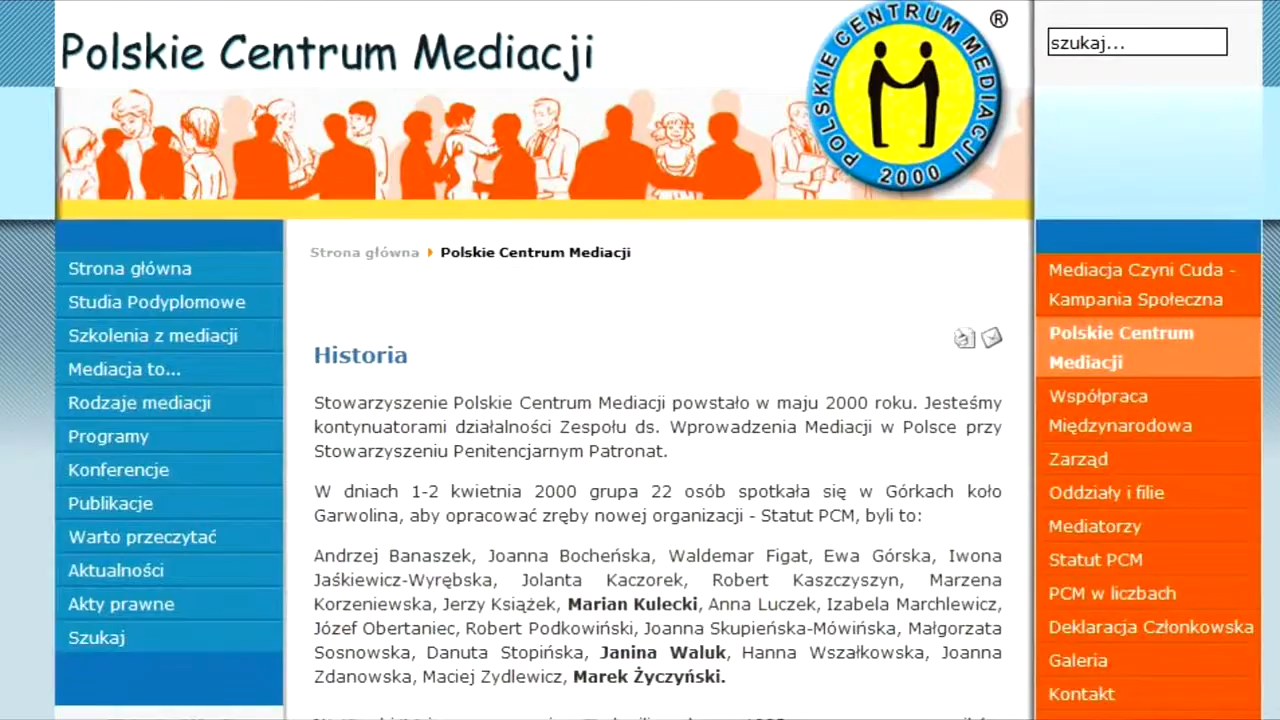 Polskie Centrum Mediacji
POLSKIE CENTRUM MEDIACJI 2000
®
szukaj...
Strona główna
Studia Podyplomowe
Szkolenia z mediacji
Mediacja to...
Rodzaje mediacji
Programy
Konferencje
Publikacje
Warto przeczytać
Aktualności
Akty prawne
Szukaj
Strona główna Polskie Centrum Mediacji
Historia
Stowarzyszenie Polskie Centrum Mediacji powstało w maju 2000 roku. Jesteśmy
kontynuatorami działalności Zespołu ds. Wprowadzenia Mediacji w Polsce przy
Stowarzyszeniu Penitencjarnym Patronat.
W dniach 1-2 kwietnia 2000 grupa 22 osób spotkała się w Górkach koło
Garwolina, aby opracować zręby nowej organizacji - Statut PCM, byli to:
Andrzej Banaszek, Joanna Bocheńska, Waldemar Figat, Ewa Górska, Iwona
Jaśkiewicz-Wyrębska, Jolanta Kaczorek, Robert Kaszczyszyn, Marzena
Korzeniewska, Jerzy Książek, Marian Kulecki, Anna Luczek, Izabela Marchlewicz,
Józef Obertaniec, Robert Podkowiński, Joanna Skupieńska-Mówińska, Małgorzata
Sosnowska, Danuta Stopińska, Janina Waluk, Hanna Wszałkowska, Joanna
Zdanowska, Maciej Zydlewicz, Marek Życzyński.
Mediacja Czyni Cuda -
Kampania Społeczna
Polskie Centrum
Mediacji
Współpraca
Międzynarodowa
Zarząd
Oddziały i filie
Mediatorzy
Statut PCM
PCM w liczbach
Deklaracja Członkowska
Galeria
Kontakt